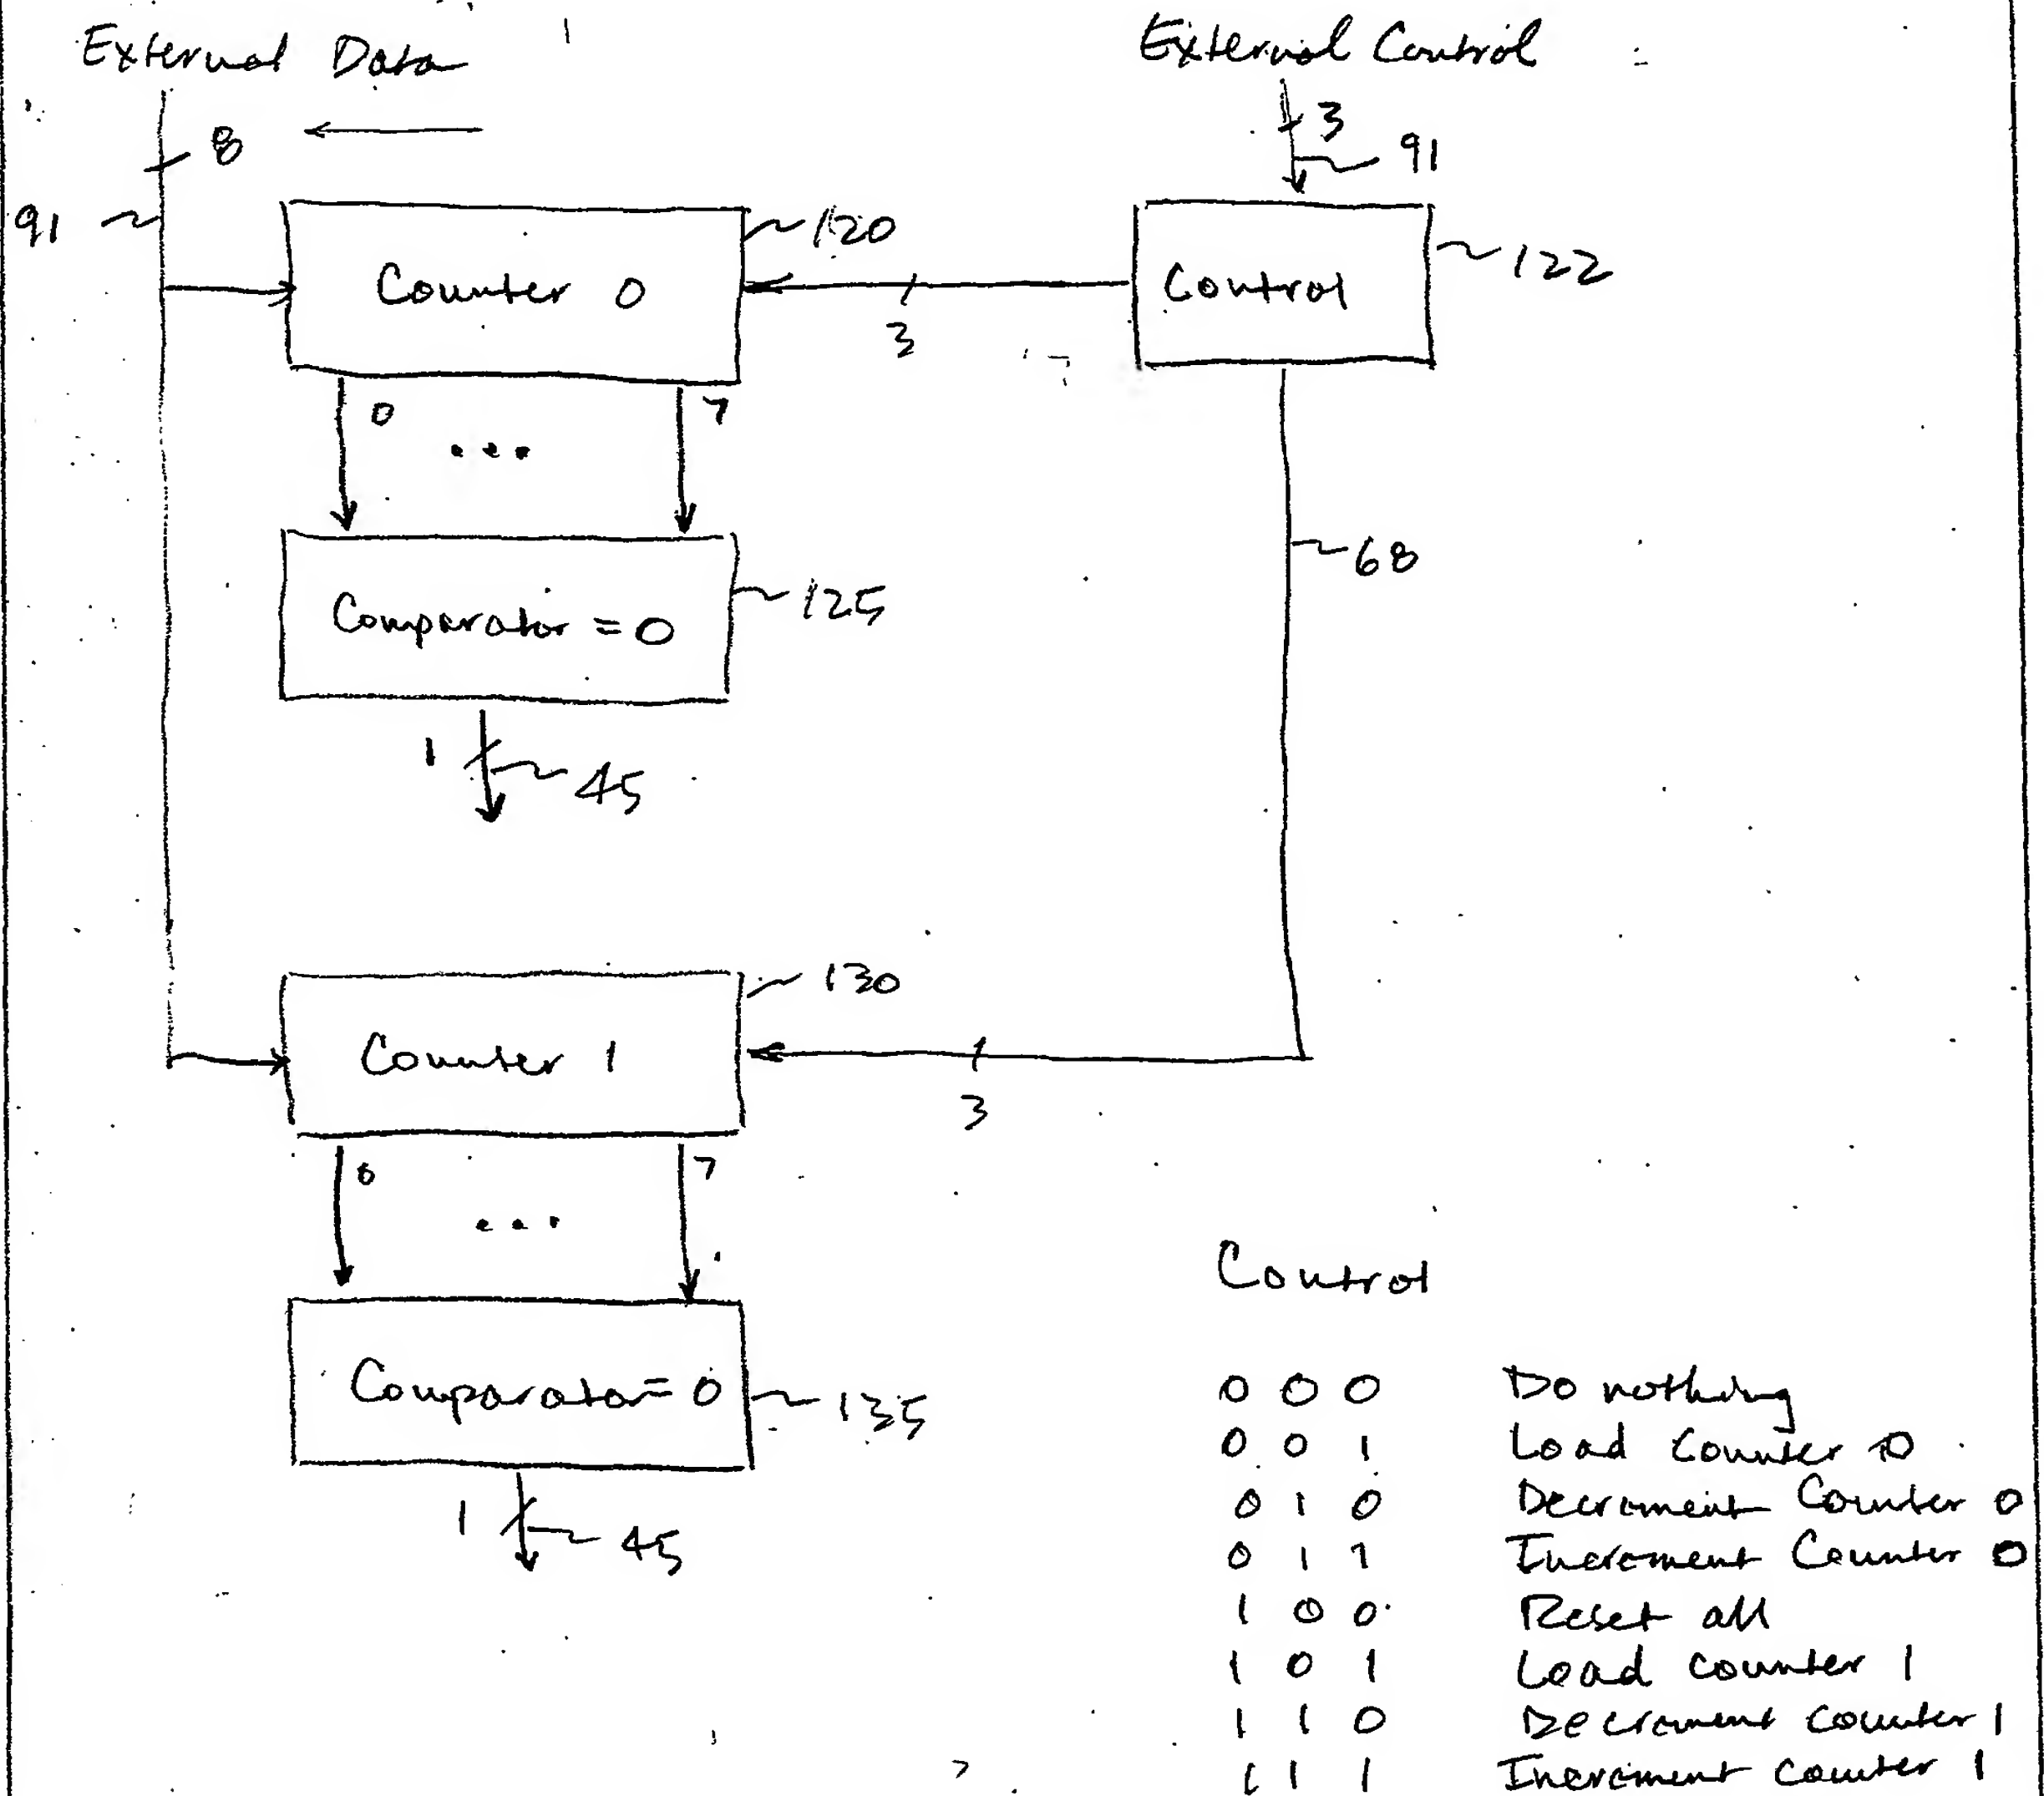 External Data
External Control
8
3
91
91
120
122
Counter 0
Control
3
0
...
7
68
Comparator = 0
125
1
45
130
Counter 1
3
0
...
7
Control
Comparator = 0
135
0 0 0 Do nothing
0 0 1 Load Counter 0
0 1 0 Decrement Counter 0
0 1 1 Increment Counter 0
1 0 0 Reset all
1 0 1 Load counter 1
1 1 0 Decrement counter 1
1 1 1 Increment counter 1
1
45